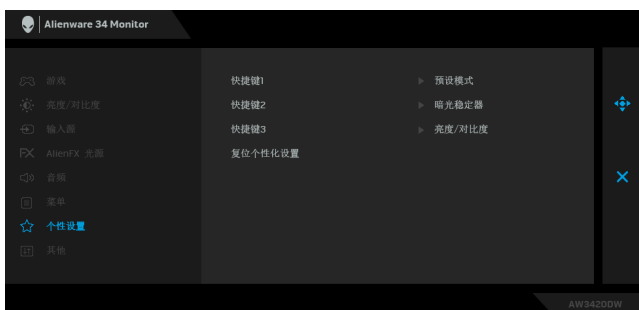 Alienware 34 Monitor
游戏
快捷键1 预设模式
亮度/对比度
快捷键2 暗光稳定器
输入源
快捷键3 亮度/对比度
AlienFX 光源
复位个性化设置
音频
菜单
个性设置
其他
AW3420DW